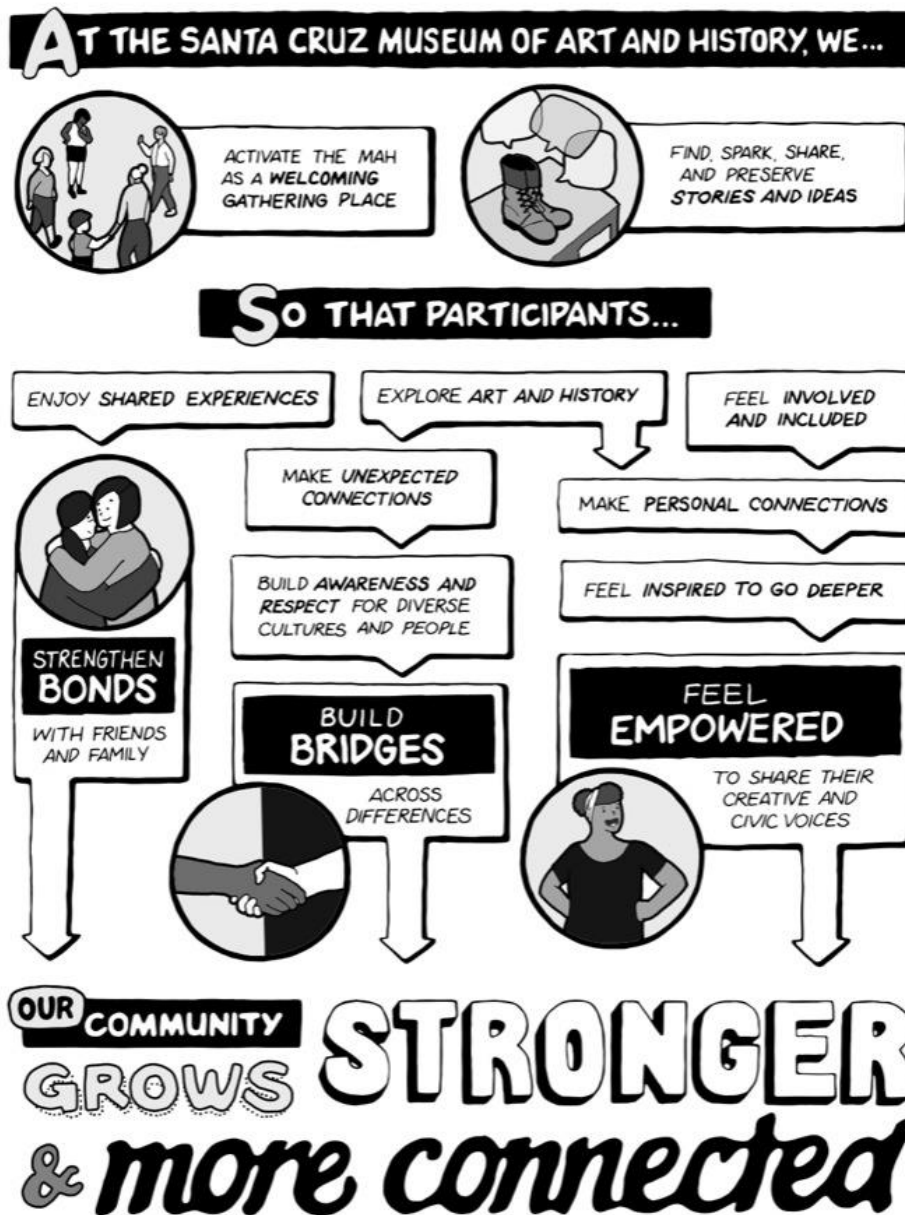 AT THE SANTA CRUZ MUSEUM OF ART AND HISTORY, WE...
ACTIVATE THE MAH
AS A WELCOMING
GATHERING PLACE
FIND, SPARK, SHARE,
AND PRESERVE
STORIES AND IDEAS
SO THAT PARTICIPANTS...
ENJOY SHARED EXPERIENCES
EXPLORE ART AND HISTORY
FEEL INVOLVED
AND INCLUDED
MAKE UNEXPECTED
CONNECTIONS
MAKE PERSONAL CONNECTIONS
BUILD AWARENESS AND
RESPECT FOR DIVERSE
CULTURES AND PEOPLE
FEEL INSPIRED TO GO DEEPER
STRENGTHEN
BONDS
WITH FRIENDS
AND FAMILY
BUILD
BRIDGES
ACROSS
DIFFERENCES
FEEL
EMPOWERED
TO SHARE THEIR
CREATIVE AND
CIVIC VOICES
OUR COMMUNITY
GROWS
STRONGER
& more connected